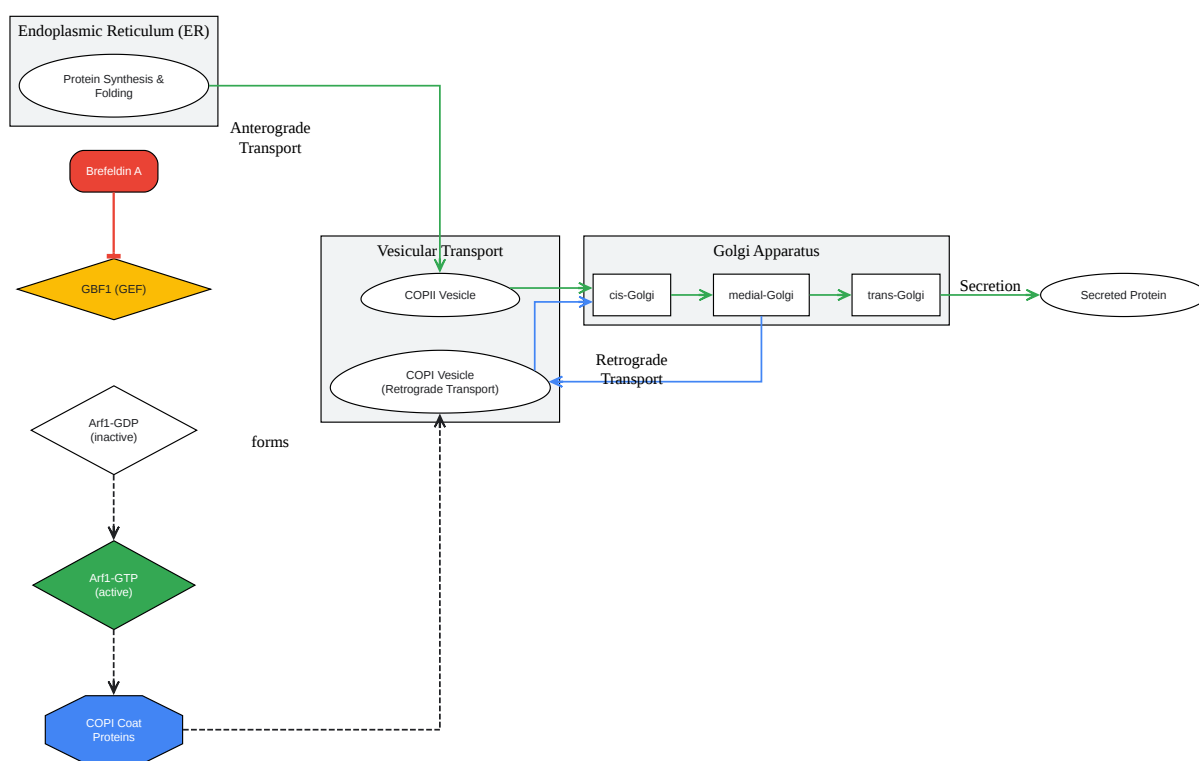 Endoplasmic Reticulum (ER)
Protein Synthesis &
Folding
Anterograde
Transport
Brefeldin A
GBF1 (GEF)
Vesicular Transport
COPII Vesicle
COPI Vesicle
(Retrograde Transport)
Golgi Apparatus
cis-Golgi
medial-Golgi
trans-Golgi
Secretion
Secreted Protein
Retrograde
Transport
Arf1-GDP
(inactive)
forms
Arf1-GTP
(active)
COPI Coat
Proteins